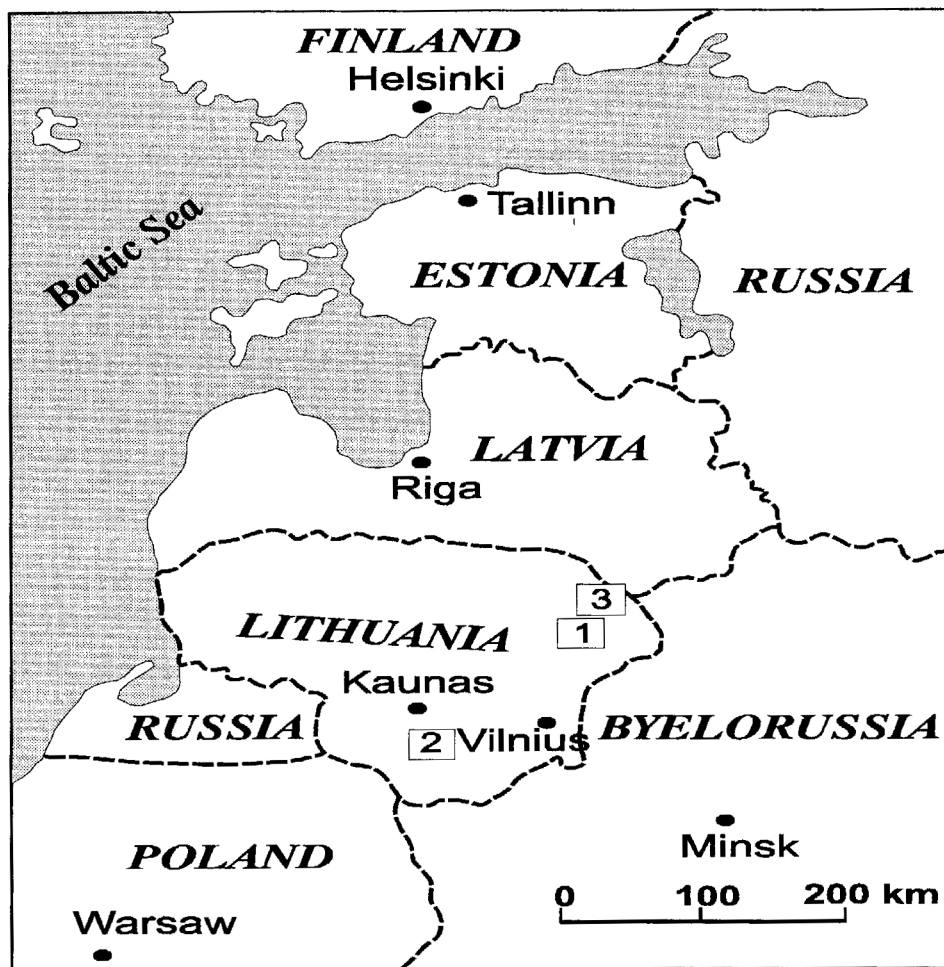 FINLAND
Helsinki
Tallinn
Baltic Sea
ESTONIA
RUSSIA
LATVIA
Riga
3
1
LITHUANIA
Kaunas
RUSSIA
2
Vilnius
BYELORUSSIA
Minsk
POLAND
0 100 200 km
Warsaw